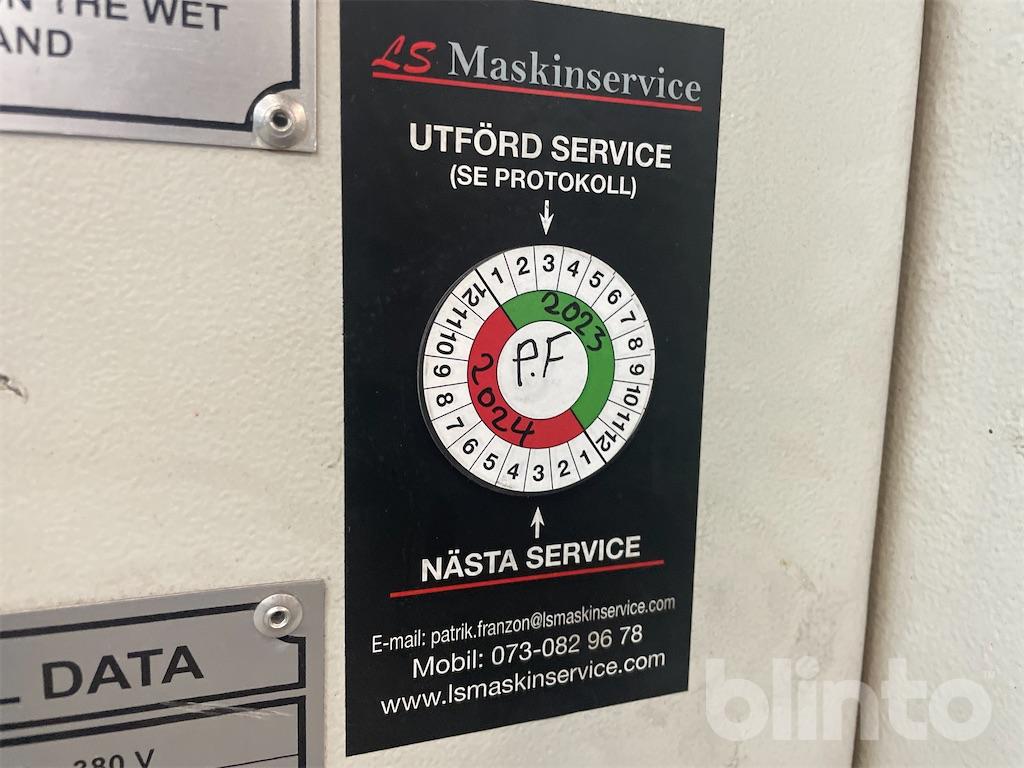 THE WET
AND
LS Maskinservice
UTFÖRD SERVICE
(SE PROTOKOLL)
1 2 3 4 5 6 7 8 9 10 11 12
2023
P.F
2024
1 2 3 4 5 6 7 8 9 10 11 12
NÄSTA SERVICE
E-mail: patrik.franzon@lsmaskinservice.com
Mobil: 073-082 96 78
www.lsmaskinservice.com
DATA
380 V
blinto